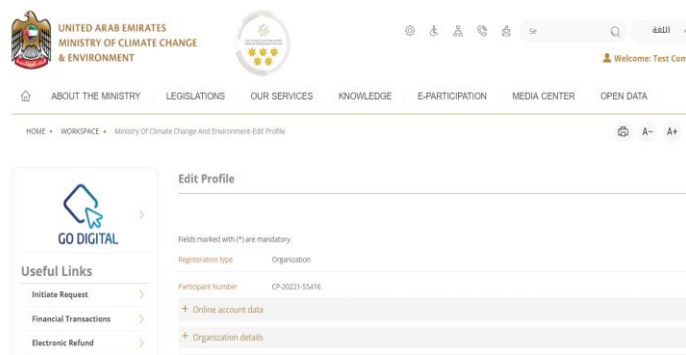 UNITED ARAB EMIRATES
MINISTRY OF CLIMATE CHANGE
& ENVIRONMENT
Se
اللغة
Welcome: Test Com
ABOUT THE MINISTRY LEGISLATIONS OUR SERVICES KNOWLEDGE E-PARTICIPATION MEDIA CENTER OPEN DATA
HOME • WORKSPACE • Ministry Of Climate Change And Environment-Edit Profile
A- A+
Edit Profile
GO DIGITAL
Fields marked with (*) are mandatory.
Registeration type Organization
Useful Links
Participant Number CP-20221-55416
Initiate Request
+ Online account data
Financial Transactions
+ Organization details
Electronic Refund